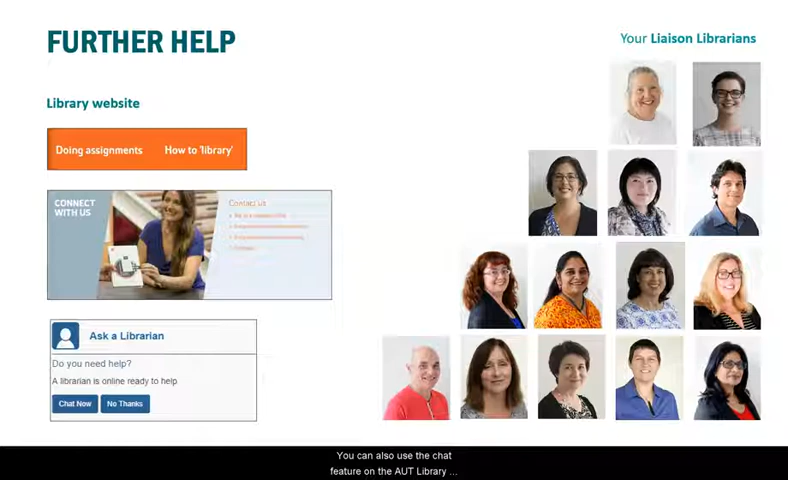 FURTHER HELP
Your Liaison Librarians
Library website
Doing assignments How to 'library'
CONNECT
WITH US
Contact us
Ask a Librarian
Do you need help?
A librarian is online ready to help
Chat Now No Thanks
You can also use the chat
feature on the AUT Library ...